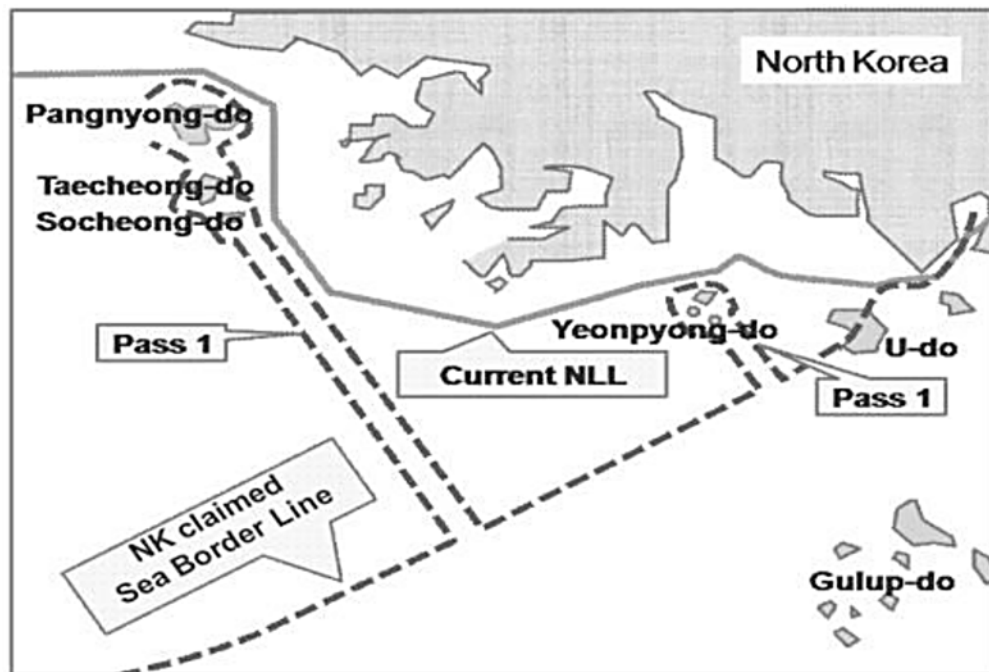 North Korea
Pangnyong-do
Taecheong-do
Socheong-do
Yeonpyong-do
U-do
Pass 1
Current NLL
Pass 1
NK claimed
Sea Border Line
Gulup-do